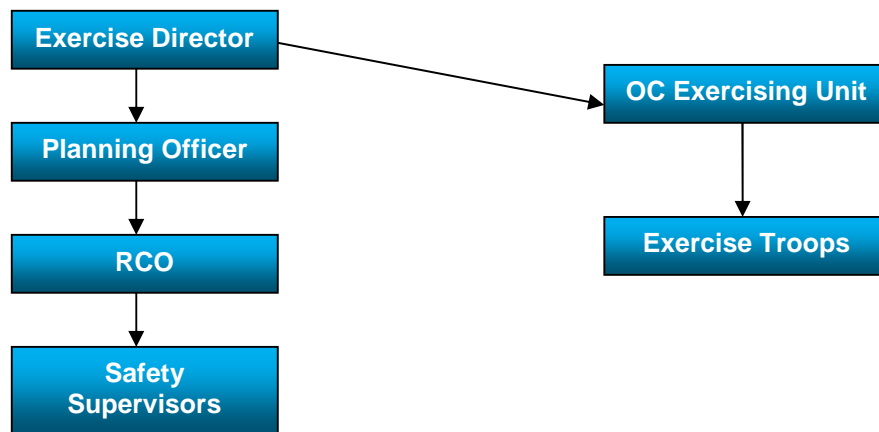 Exercise Director
OC Exercising Unit
Planning Officer
Exercise Troops
RCO
Safety
Supervisors